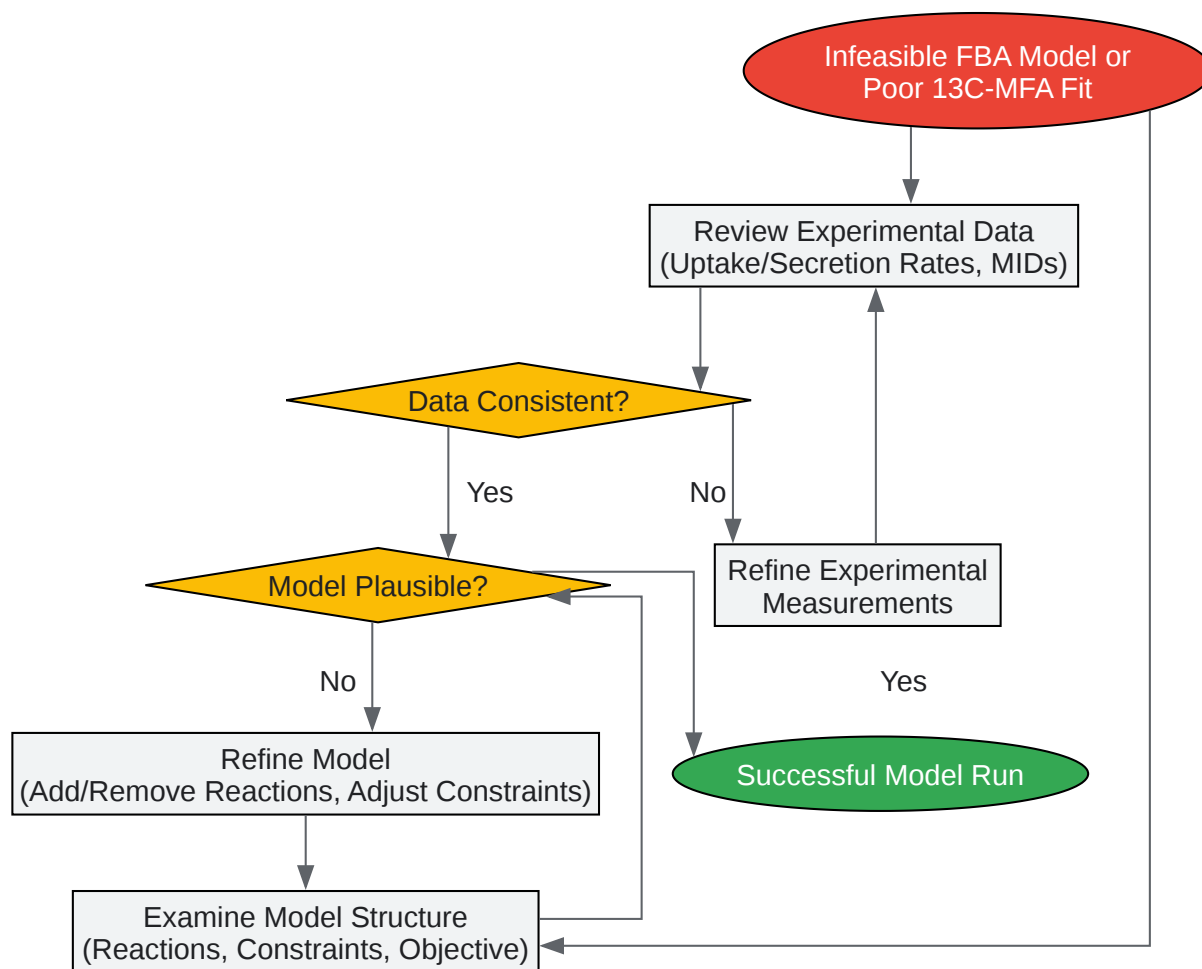 Infeasible FBA Model or
Poor 13C-MFA Fit
Review Experimental Data
(Uptake/Secretion Rates, MIDs)
Data Consistent?
Yes
No
Model Plausible?
Refine Experimental
Measurements
No
Yes
Refine Model
(Add/Remove Reactions, Adjust Constraints)
Successful Model Run
Examine Model Structure
(Reactions, Constraints, Objective)